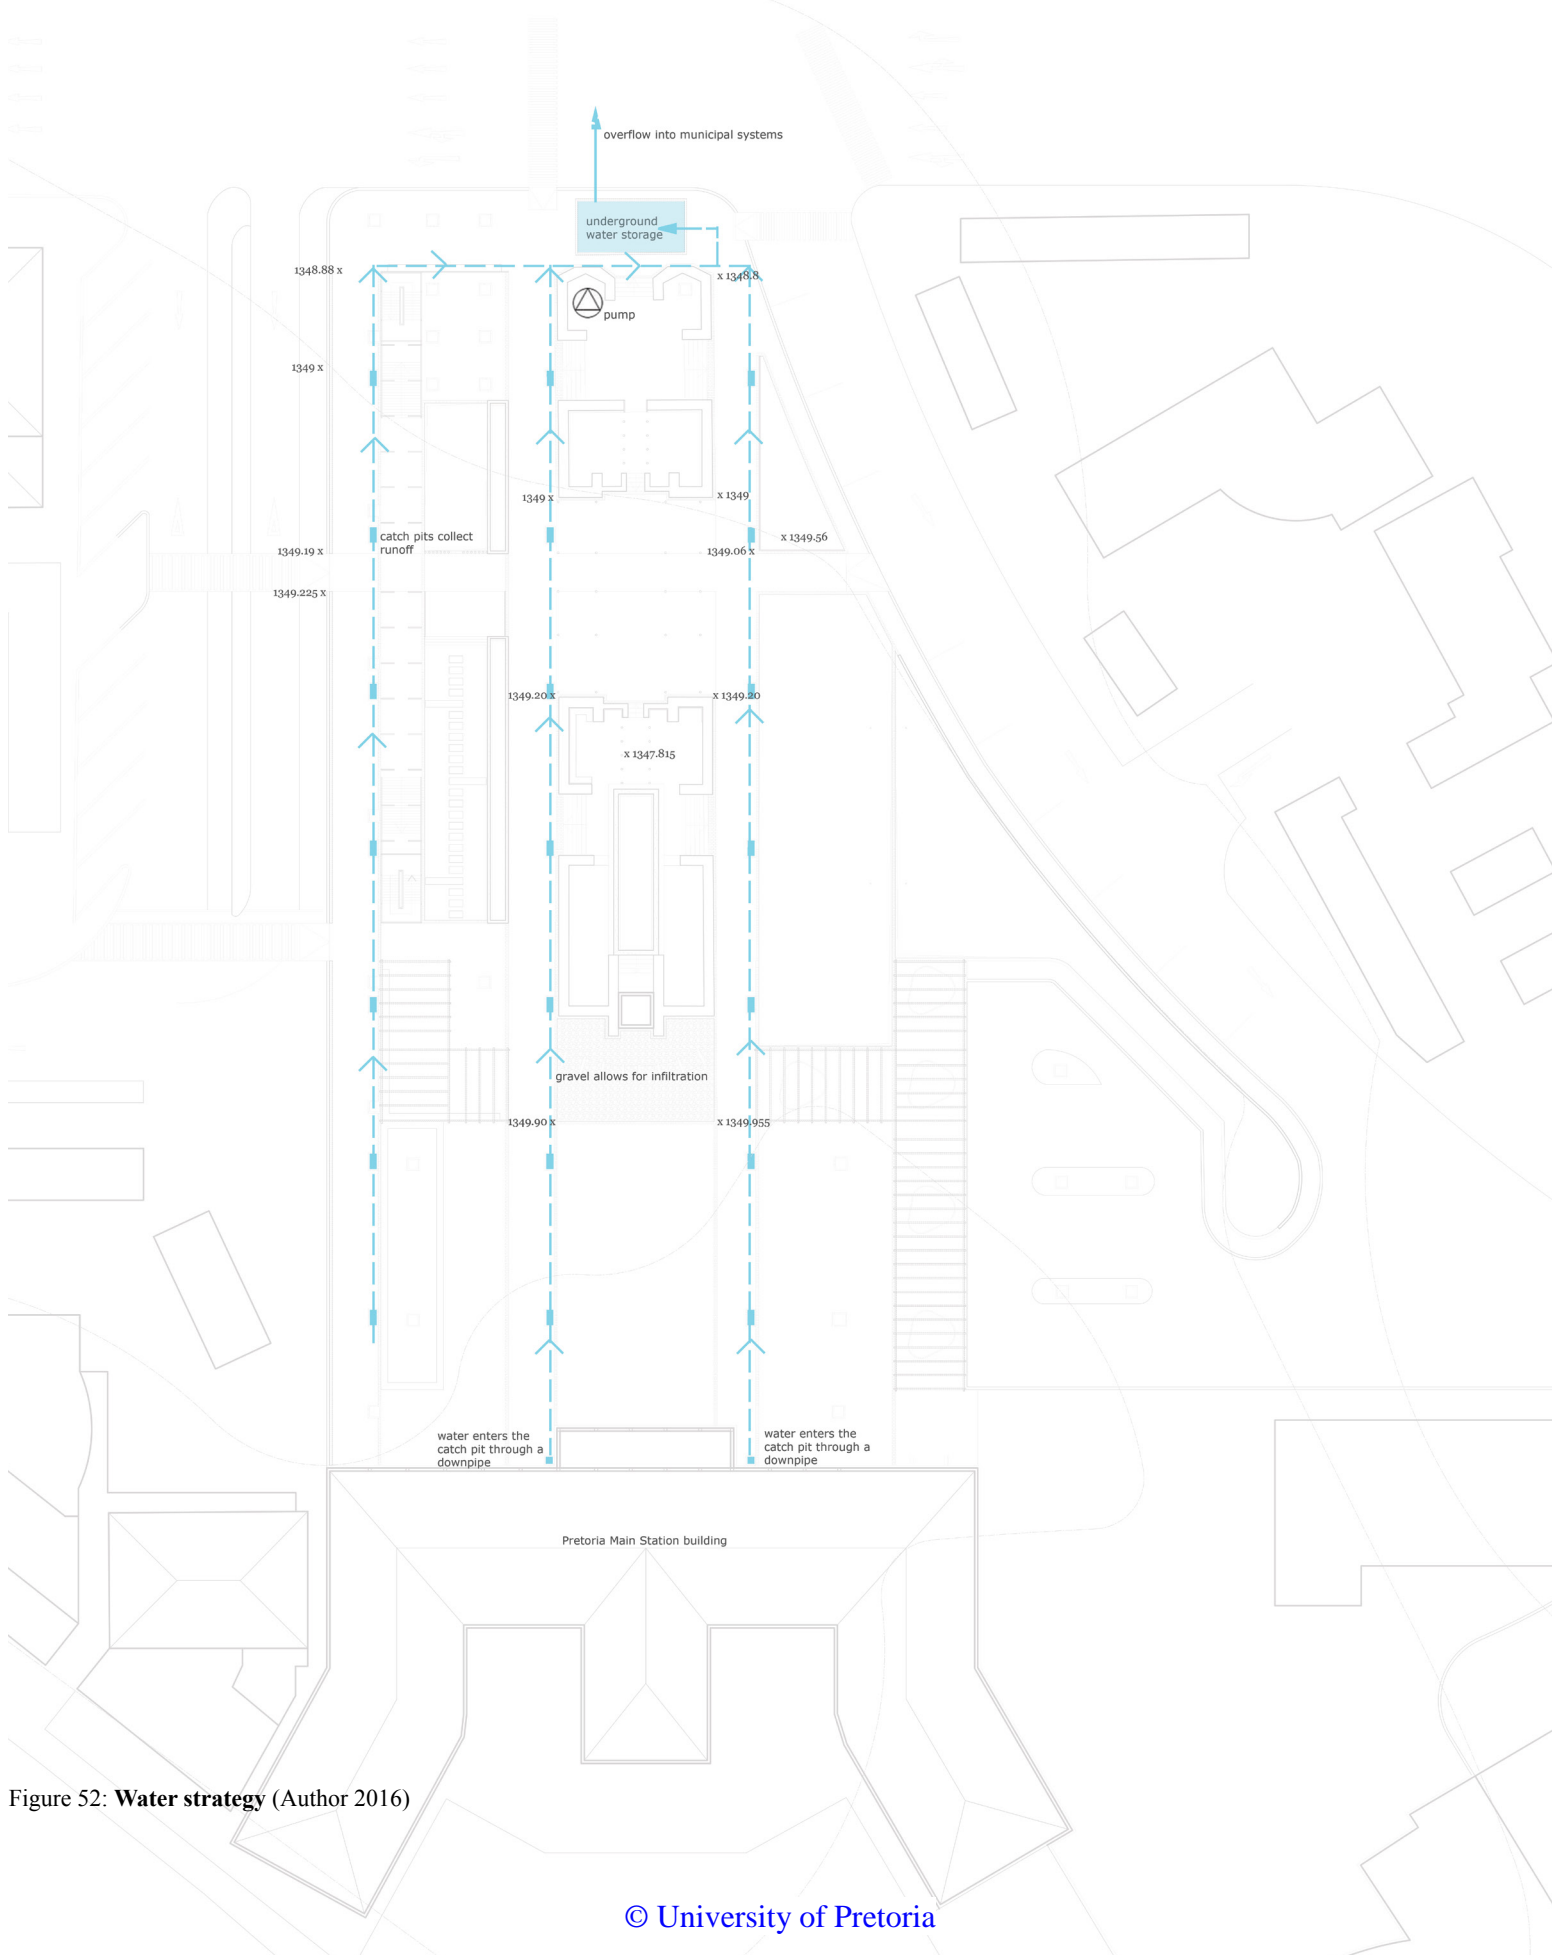 overflow into municipal systems
underground
water storage
1348.88 x
x 1348.8
pump
1349 x
1349 x
x 1349
catch pits collect
runoff
x 1349.56
1349.19 x
1349.06 x
1349.225 x
1349.20 x
x 1349.20
x 1347.815
gravel allows for infiltration
1349.90 x
x 1349.955
water enters the
catch pit through a
downpipe
water enters the
catch pit through a
downpipe
Pretoria Main Station building
Figure 52: Water strategy (Author 2016)
© University of Pretoria